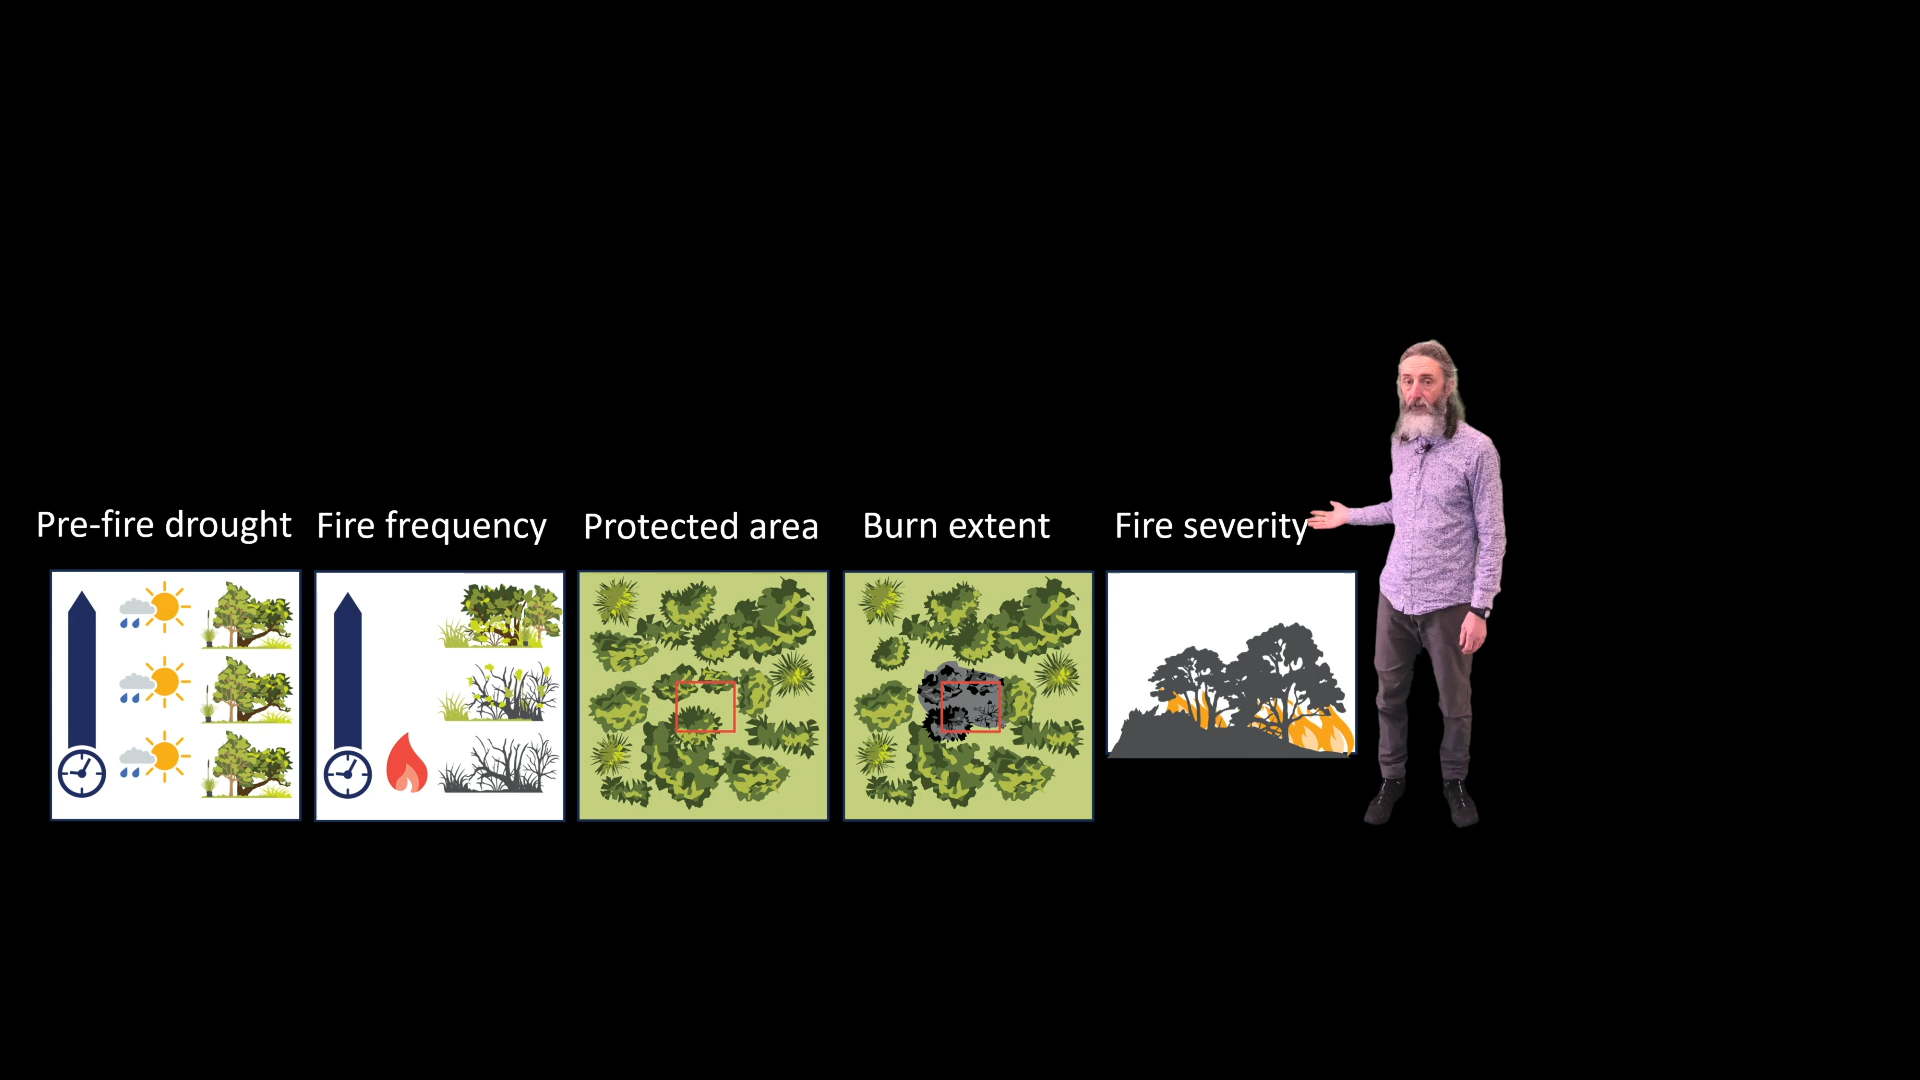 Pre-fire drought
Fire frequency
Protected area
Burn extent
Fire severity